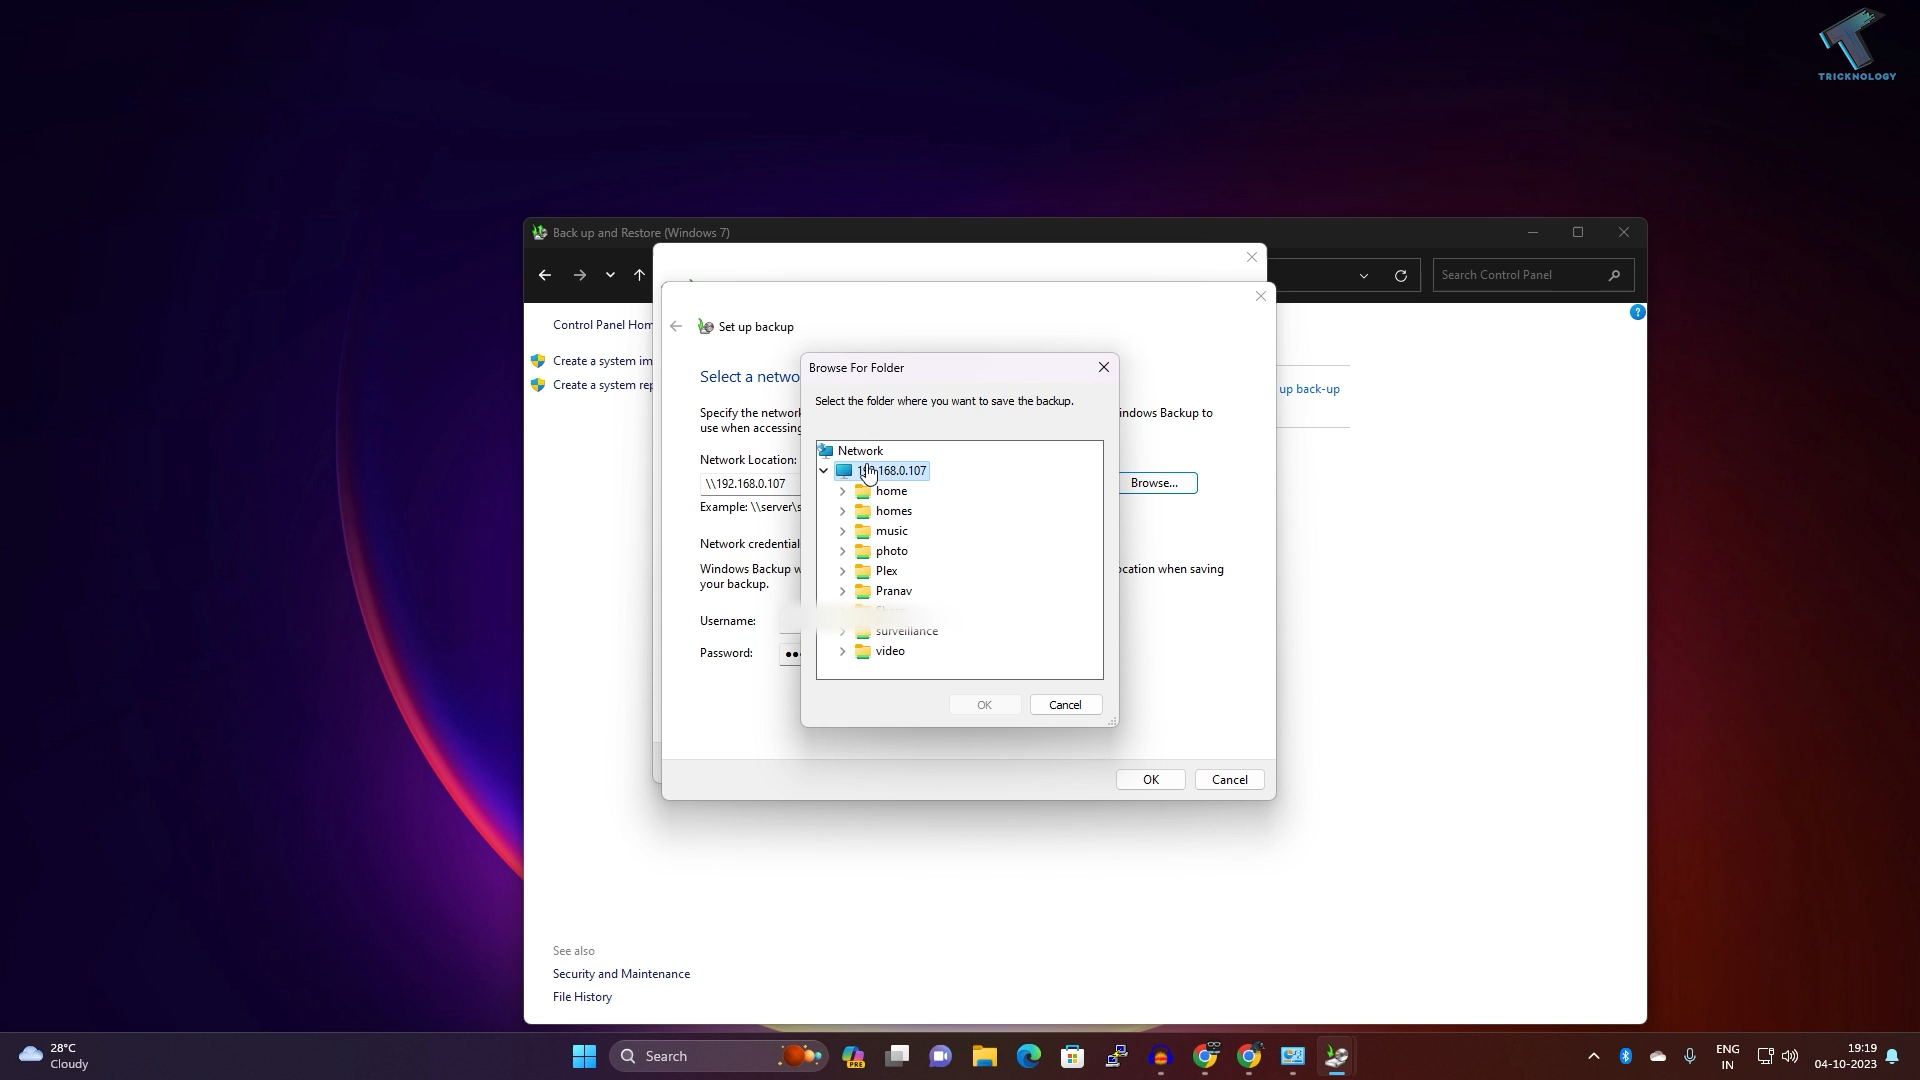 TRICKNOLOGY
Back up and Restore (Windows 7)
Search Control Panel
Control Panel Hom
Create a system im
Create a system rep
up back-up
Set up backup
Select a netwo
Specify the network
indows Backup to
use when accessing
Network Location:
\\192.168.0.107
Browse...
Example: \\server\s
Network credential
Windows Backup w
ocation when saving
your backup.
Username:
Password:
OK
Cancel
Browse For Folder
Select the folder where you want to save the backup.
Network
192.168.0.107
home
homes
music
photo
Plex
Pranav
surveillance
video
OK
Cancel
See also
Security and Maintenance
File History
28°C
Cloudy
Search
PRE
ENG
IN
19:19
04-10-2023